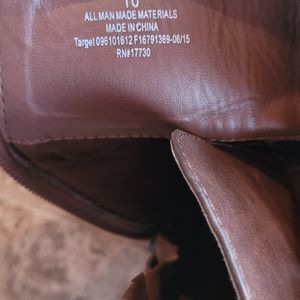 10
ALL MAN MADE MATERIALS
MADE IN CHINA
Target 096101612 F16791369-06/15
RN#17730